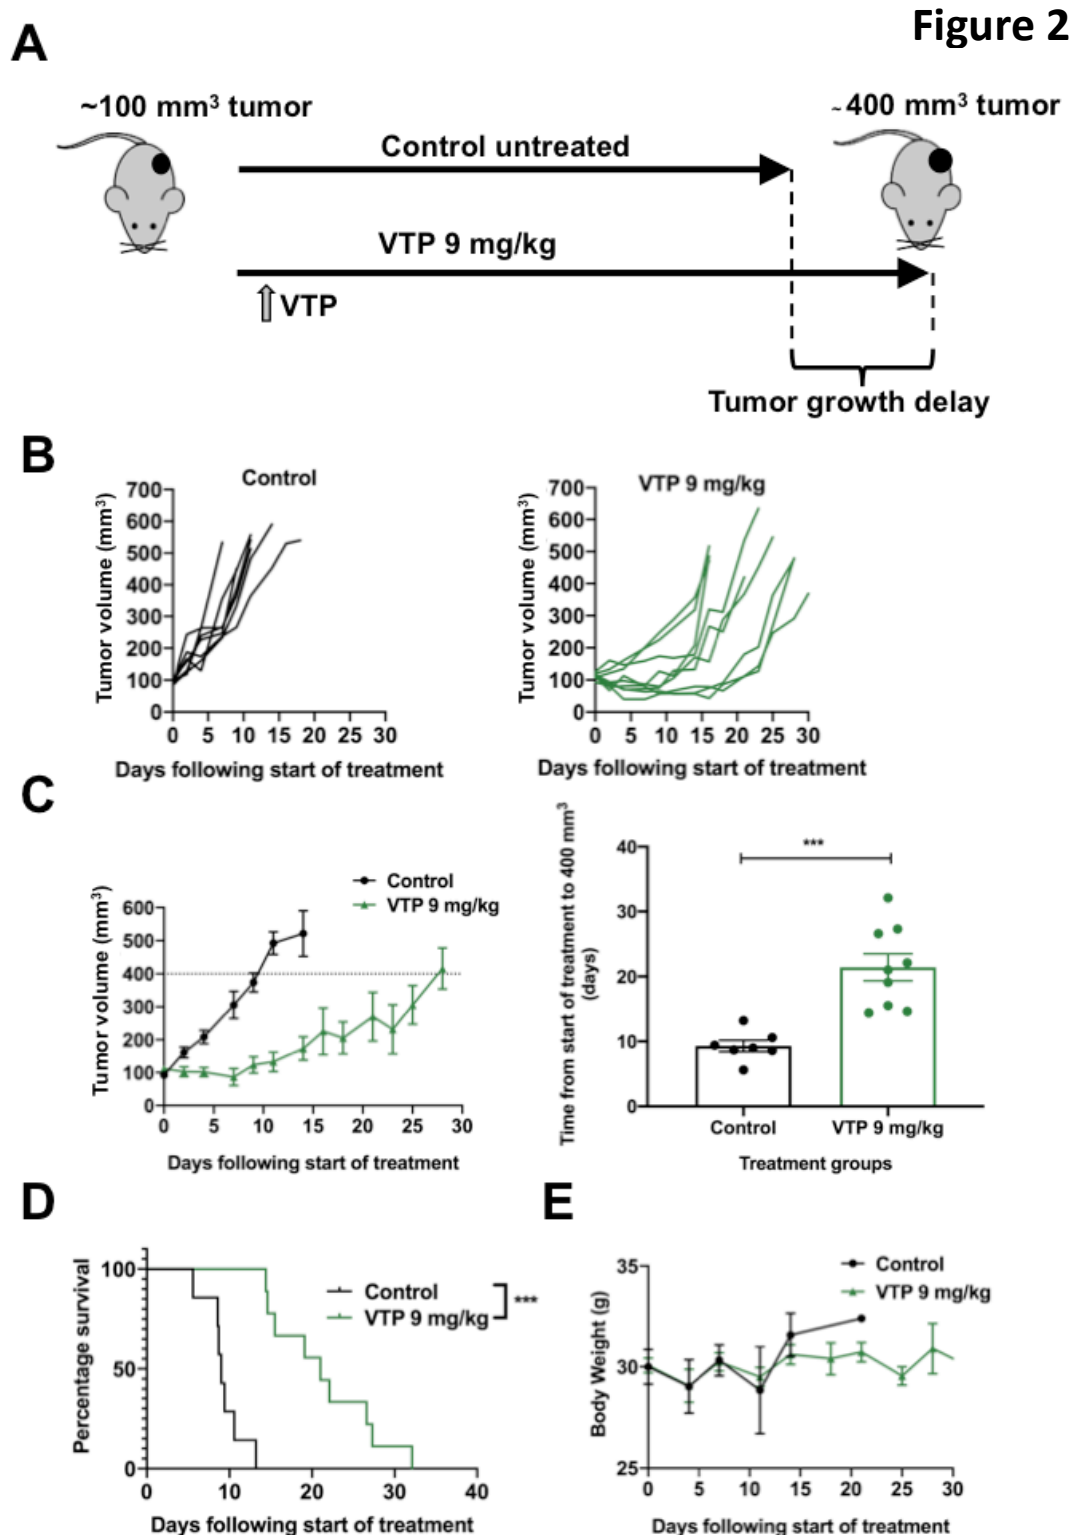 Figure 2
A
~100 mm³ tumor
~400 mm³ tumor
Control untreated
VTP 9 mg/kg
VTP
Tumor growth delay
B
Control
Tumor volume (mm³)
700
600
500
400
300
200
100
0
0 5 10 15 20 25 30
Days following start of treatment
VTP 9 mg/kg
Tumor volume (mm³)
700
600
500
400
300
200
100
0
0 5 10 15 20 25 30
Days following start of treatment
C
Control
VTP 9 mg/kg
Tumor volume (mm³)
600
500
400
300
200
100
0
0 5 10 15 20 25 30
Days following start of treatment
Time from start of treatment to 400 mm³
(days)
40
30
20
10
0
***
Control VTP 9 mg/kg
Treatment groups
D
Percentage survival
100
50
0
Control
VTP 9 mg/kg
***
0 10 20 30 40
Days following start of treatment
E
Body Weight (g)
35
30
25
Control
VTP 9 mg/kg
0 5 10 15 20 25 30
Days following start of treatment